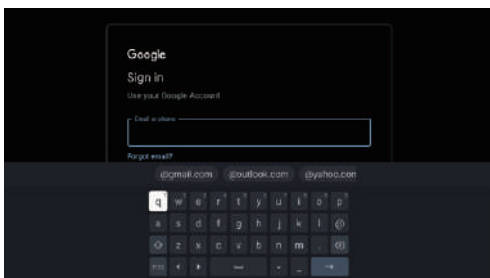 Google
Sign in
Use your Google Account
Email or phone
Forgot email?
@gmail.com @outlook.com @yahoo.com
q w e r t y u i o p
a s d f g h j k l @
z x c v b n m .
-
_